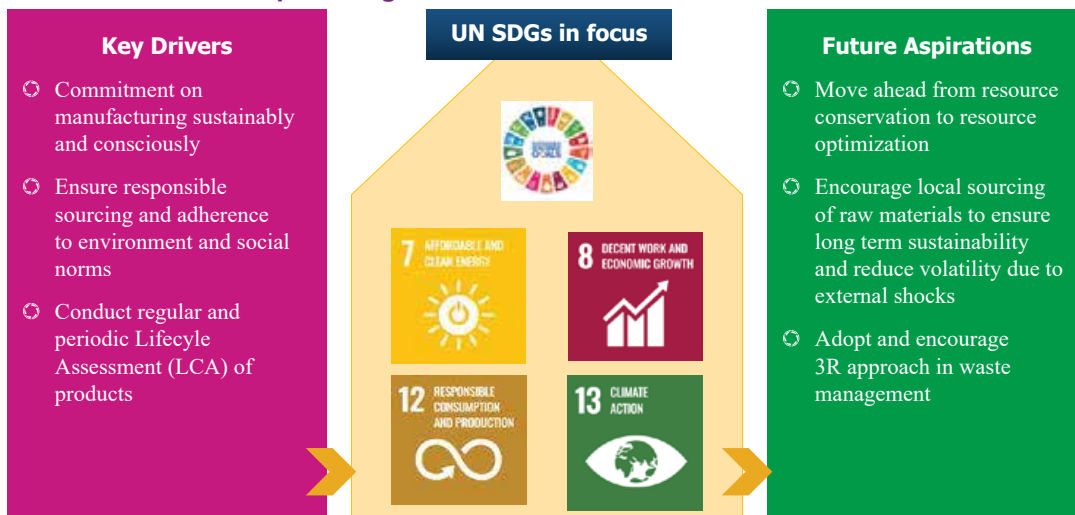 Key Drivers
Commitment on
manufacturing sustainably
and consciously
Ensure responsible
sourcing and adherence
to environment and social
norms
Conduct regular and
periodic Lifecyle
Assessment (LCA) of
products
UN SDGs in focus
7 AFFORDABLE AND
CLEAN ENERGY
8 DECENT WORK AND
ECONOMIC GROWTH
12 RESPONSIBLE
CONSUMPTION
AND PRODUCTION
13 CLIMATE
ACTION
Future Aspirations
Move ahead from resource
conservation to resource
optimization
Encourage local sourcing
of raw materials to ensure
long term sustainability
and reduce volatility due to
external shocks
Adopt and encourage
3R approach in waste
management